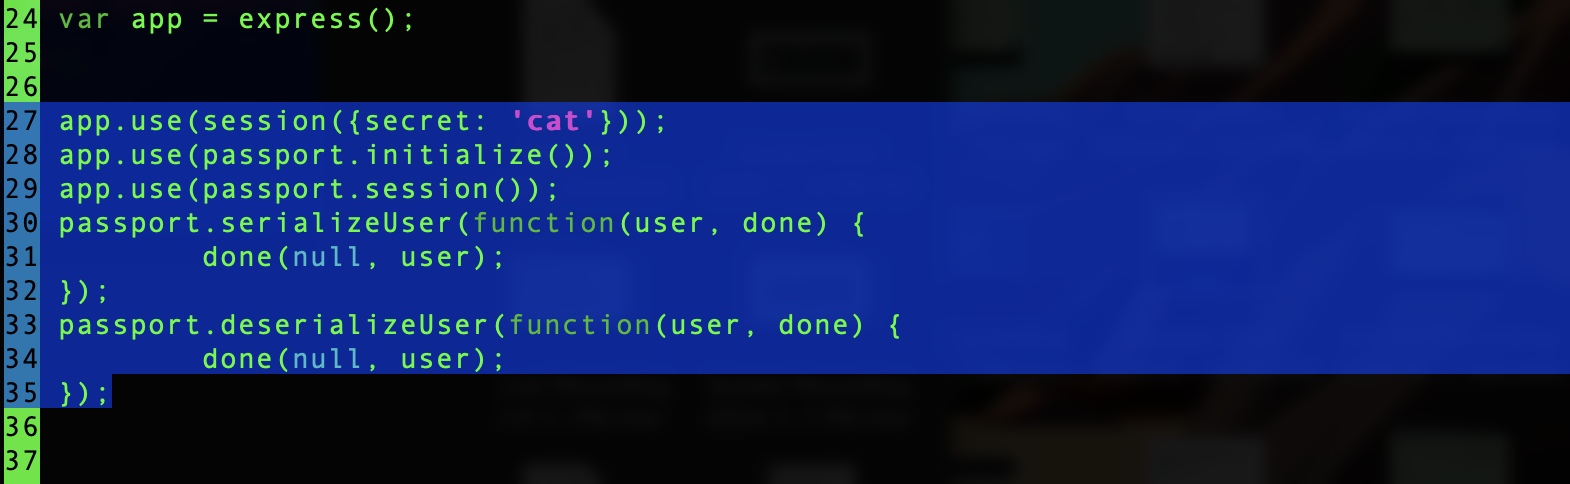 24 var app = express();
25
26
27 app.use(session({secret: 'cat'}));
28 app.use(passport.initialize());
29 app.use(passport.session());
30 passport.serializeUser(function(user, done) {
31         done(null, user);
32 });
33 passport.deserializeUser(function(user, done) {
34         done(null, user);
35 });
36
37